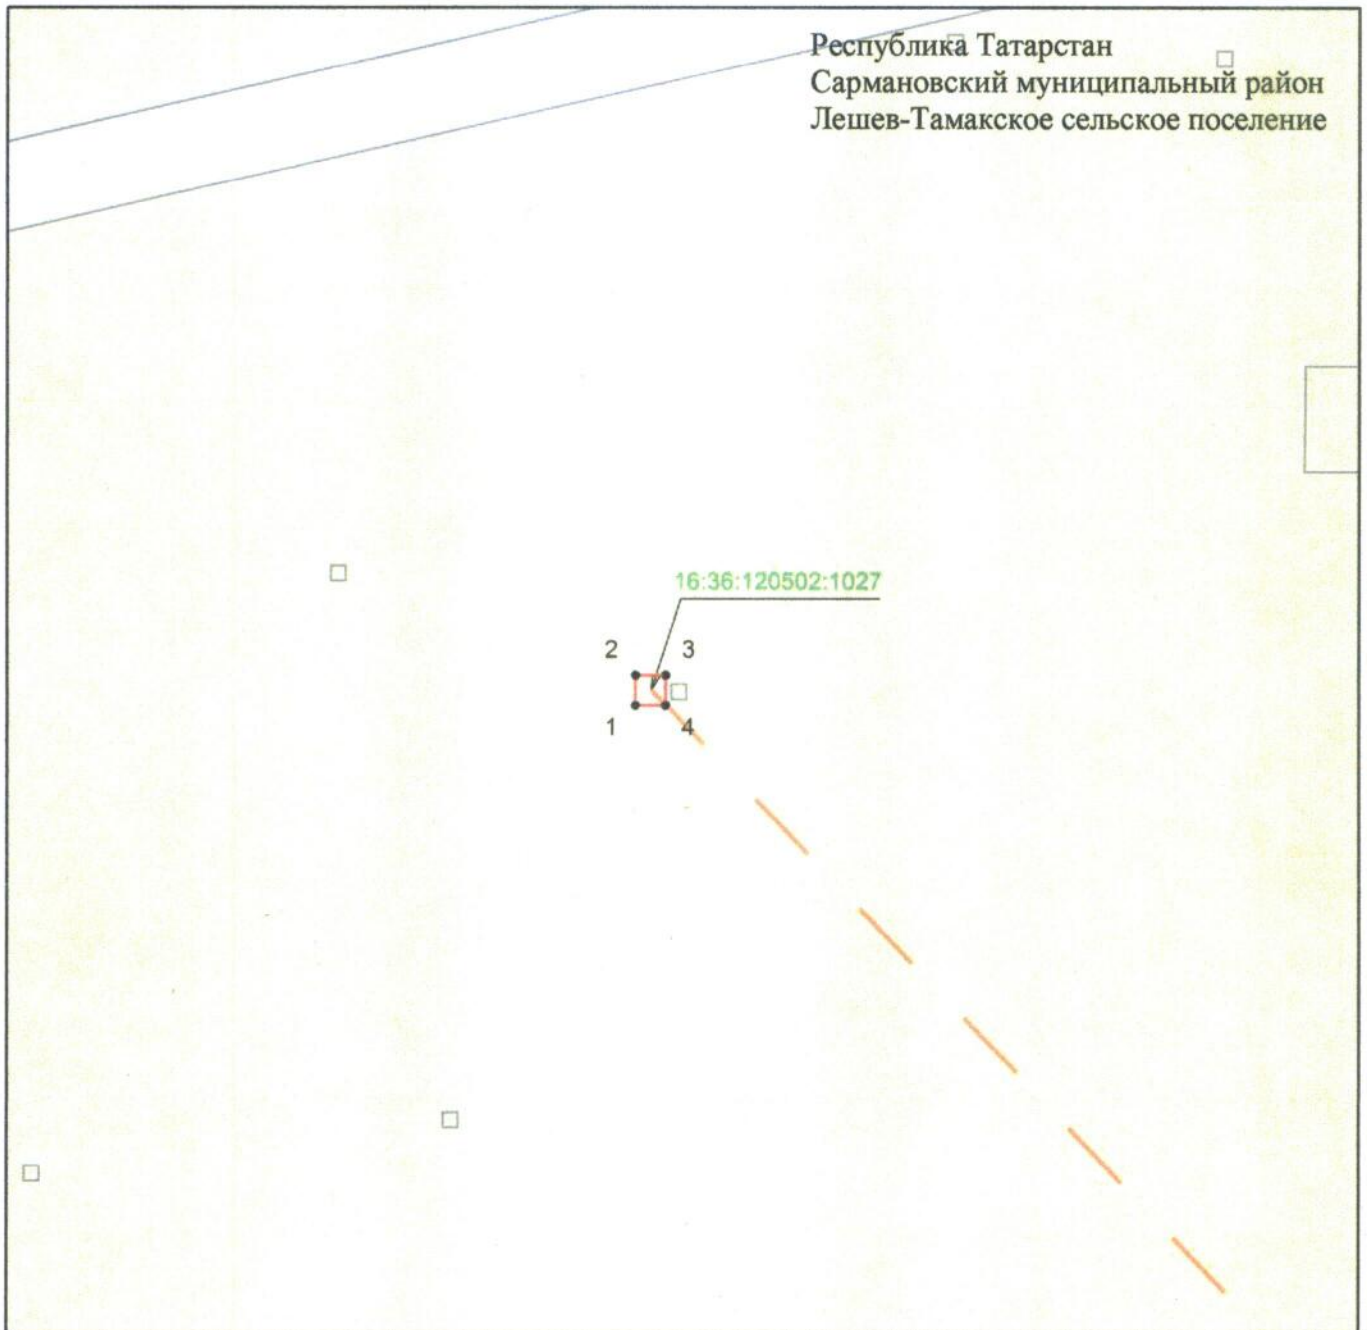 Республика Татарстан
Сармановский муниципальный район
Лешев-Тамакское сельское поселение
16:36:120502:1027
2 3
1 4